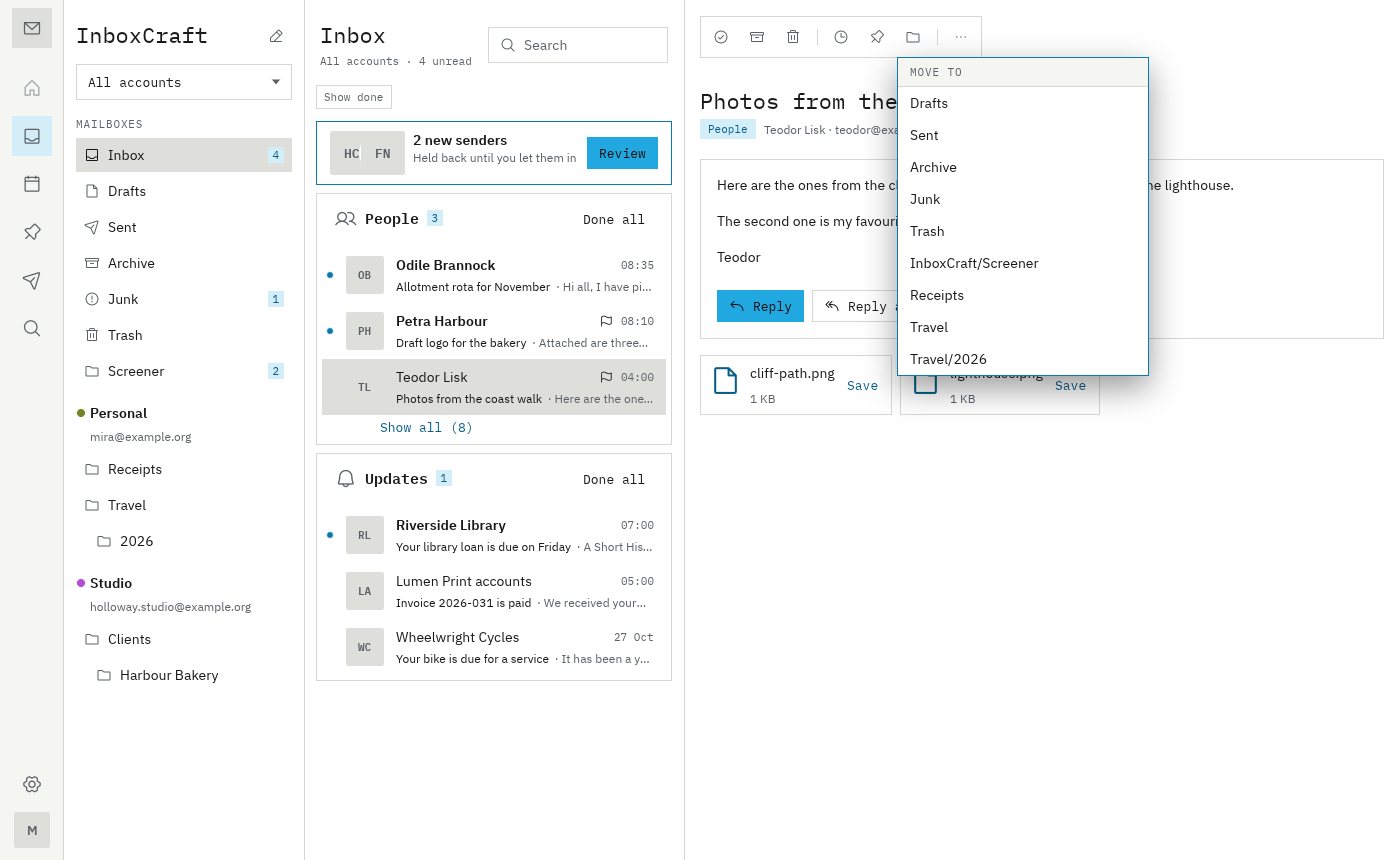 InboxCraft
All accounts
MAILBOXES
Inbox 4
Drafts
Sent
Archive
Junk 1
Trash
Screener 2
Personal
mira@example.org
Receipts
Travel
2026
Studio
holloway.studio@example.org
Clients
Harbour Bakery
M
Inbox
All accounts · 4 unread
Search
Show done
HC FN
2 new senders
Held back until you let them in
Review
People 3 Done all
OB
Odile Brannock 08:35
Allotment rota for November · Hi all, I have pi…
PH
Petra Harbour 08:10
Draft logo for the bakery · Attached are three…
TL
Teodor Lisk 04:00
Photos from the coast walk · Here are the one…
Show all (8)
Updates 1 Done all
RL
Riverside Library 07:00
Your library loan is due on Friday · A Short His…
LA
Lumen Print accounts 05:00
Invoice 2026-031 is paid · We received your…
WC
Wheelwright Cycles 27 Oct
Your bike is due for a service · It has been a y…
Photos from the
People Teodor Lisk ·
Here are the ones from the lighthouse.
The second one is my
Teodor
Reply Reply
cliff-path.png
1 KB
Save
lighthouse.png
1 KB
Save
MOVE TO
Drafts
Sent
Archive
Junk
Trash
InboxCraft/Screener
Receipts
Travel
Travel/2026